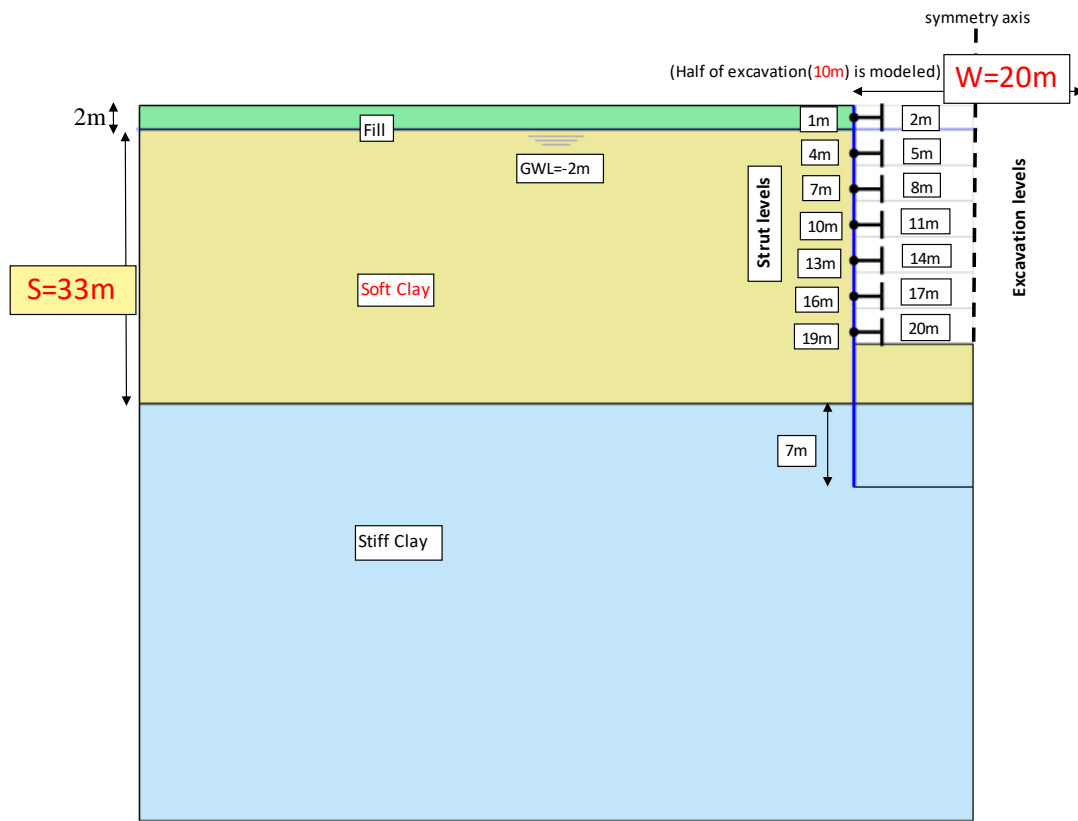 symmetry axis
(Half of excavation(10m) is modeled)
W=20m
2m
Fill
GWL=-2m
1m
2m
4m
5m
7m
8m
10m
11m
13m
14m
16m
17m
19m
20m
Strut levels
Excavation levels
S=33m
Soft Clay
7m
Stiff Clay